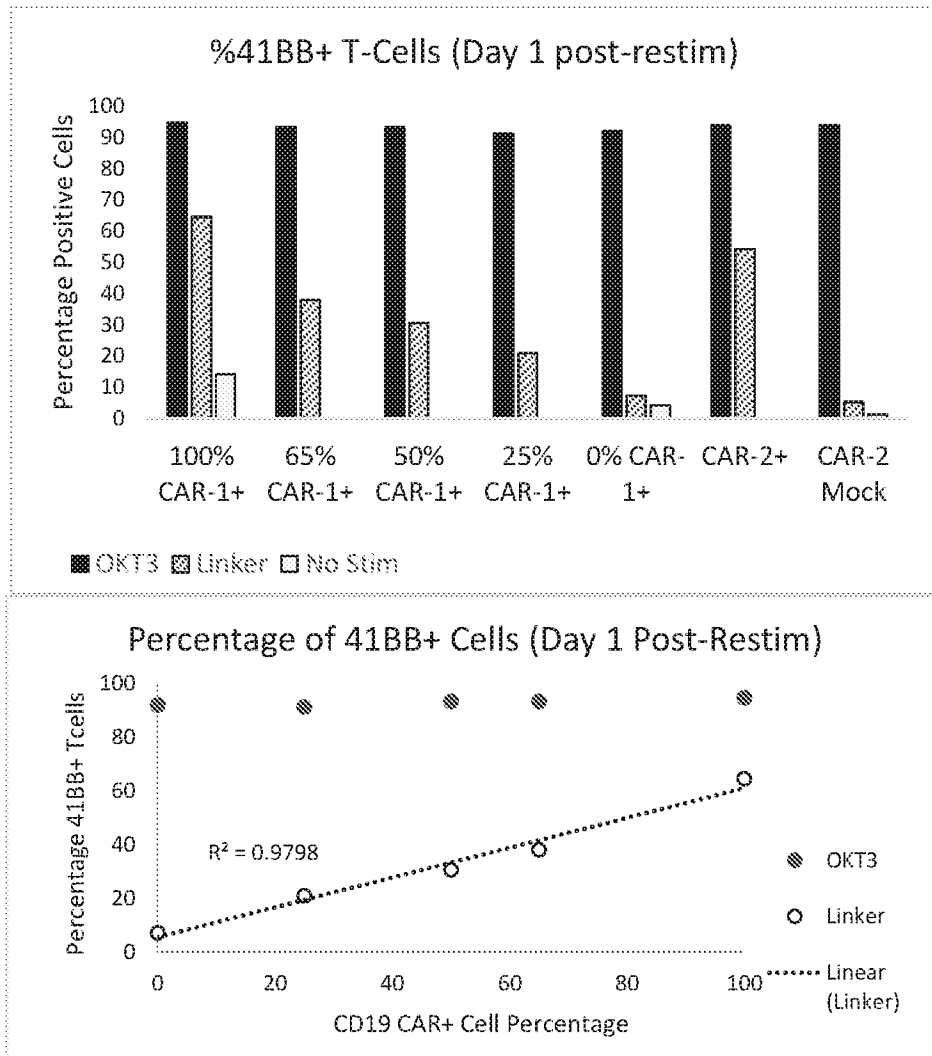 %41BB+ T-Cells (Day 1 post-restim)
Percentage Positive Cells
100
90
80
70
60
50
40
30
20
10
0
100% 65% 50% 25% 0% CAR- CAR-2+ CAR-2
CAR-1+ CAR-1+ CAR-1+ CAR-1+ 1+ Mock
OKT3 Linker No Stim
Percentage of 41BB+ Cells (Day 1 Post-Restim)
Percentage 41BB+ Tcells
100
80
60
40
20
0
R² = 0.9798
0 20 40 60 80 100
CD19 CAR+ Cell Percentage
OKT3
Linker
Linear
(Linker)